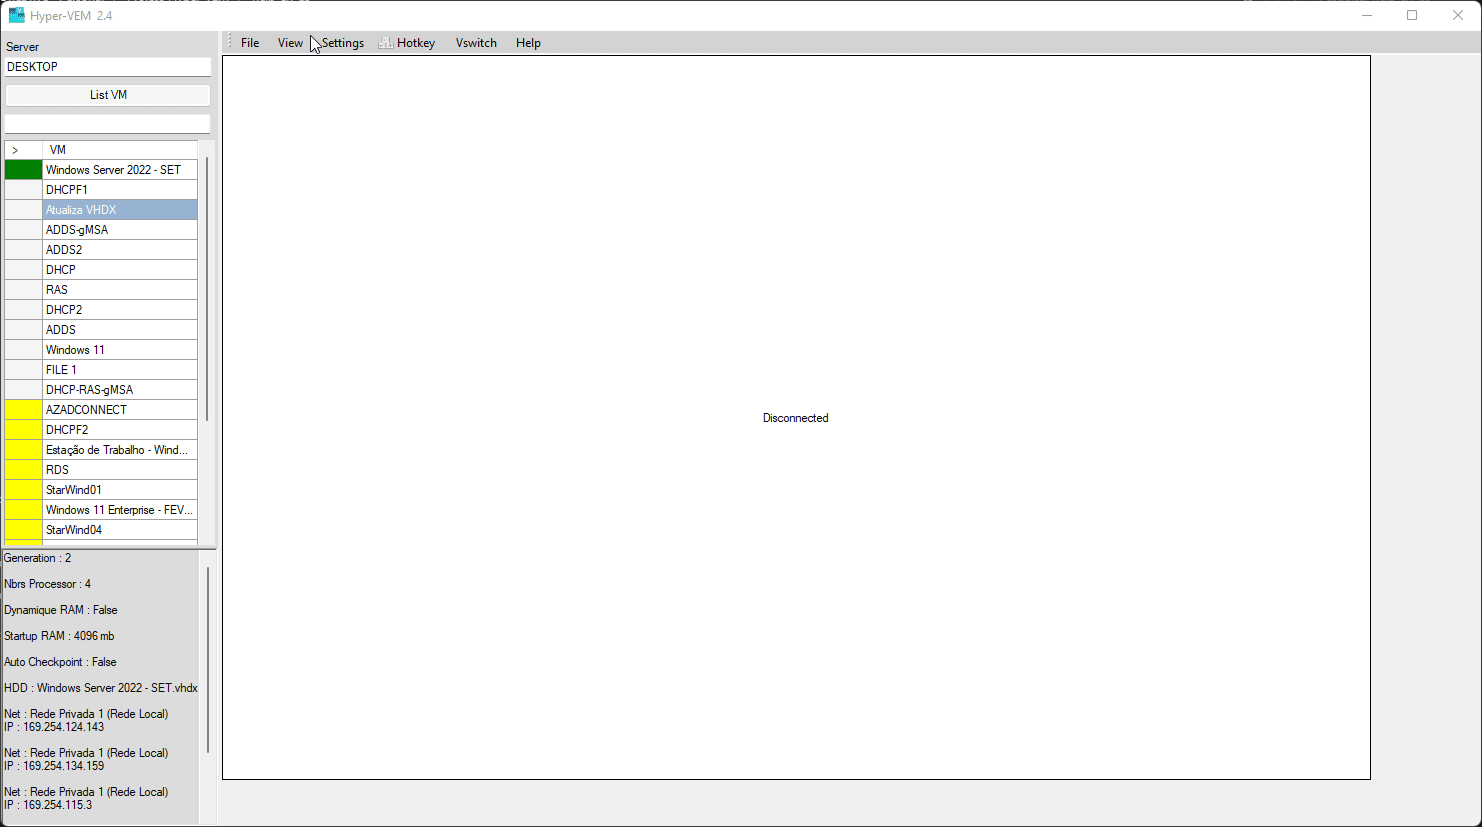 Hyper-VEM 2.4
Server
DESKTOP
List VM
File View Settings Hotkey Vswitch Help
> VM
Windows Server 2022 - SET
DHCPF1
Atualiza VHDX
ADDS-gMSA
ADDS2
DHCP
RAS
DHCP2
ADDS
Windows 11
FILE 1
DHCP-RAS-gMSA
AZADCONNECT
DHCPF2
Estação de Trabalho - Wind...
RDS
StarWind01
Windows 11 Enterprise - FEV...
StarWind04
Generation : 2
Nbrs Processor : 4
Dynamique RAM : False
Startup RAM : 4096 mb
Auto Checkpoint : False
HDD : Windows Server 2022 - SET.vhdx
Net : Rede Privada 1 (Rede Local)
IP : 169.254.124.143
Net : Rede Privada 1 (Rede Local)
IP : 169.254.134.159
Net : Rede Privada 1 (Rede Local)
IP : 169.254.115.3
Disconnected